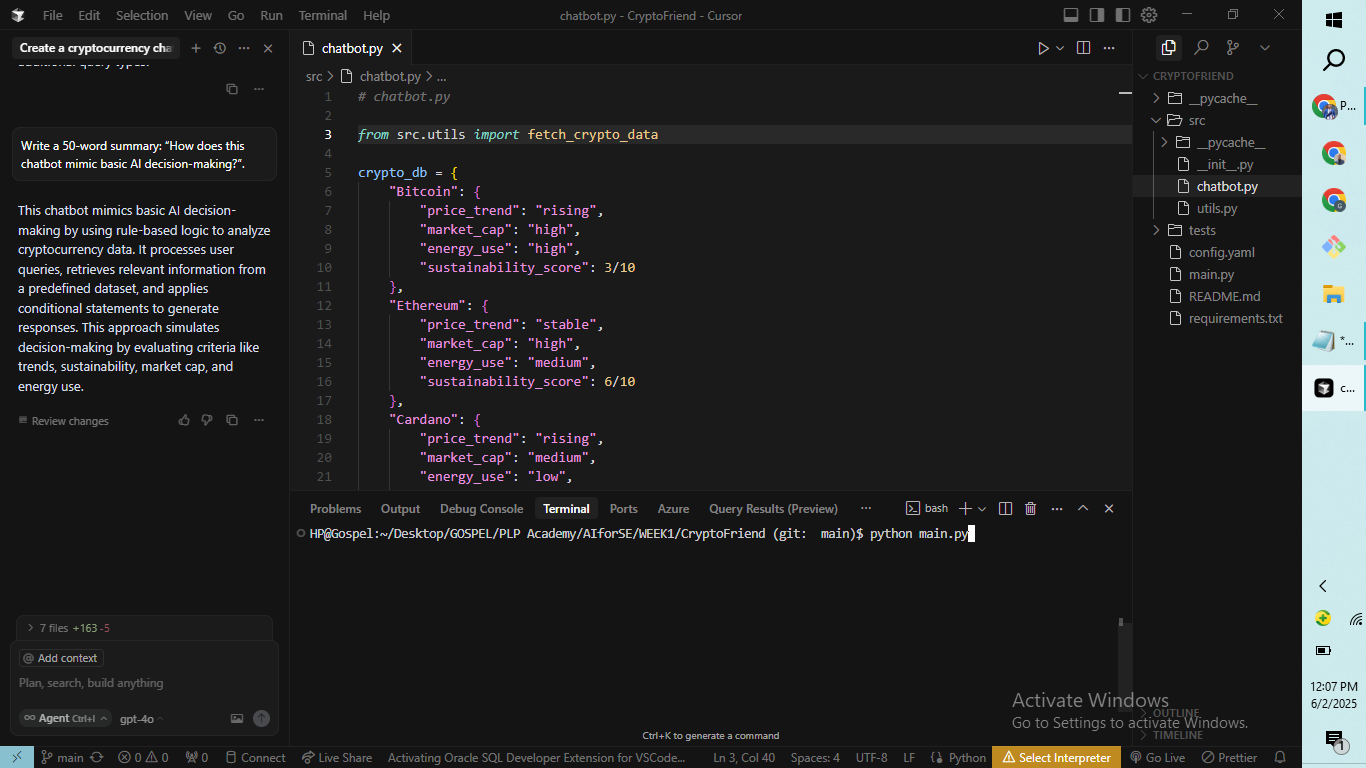 File Edit Selection View Go Run Terminal Help
chatbot.py - CryptoFriend - Cursor
Create a cryptocurrency cha
additional query types.
Write a 50-word summary: “How does this
chatbot mimic basic AI decision-making?”.
This chatbot mimics basic AI decision-
making by using rule-based logic to analyze
cryptocurrency data. It processes user
queries, retrieves relevant information from
a predefined dataset, and applies
conditional statements to generate
responses. This approach simulates
decision-making by evaluating criteria like
trends, sustainability, market cap, and
energy use.
Review changes
7 files +163 -5
@ Add context
Plan, search, build anything
∞ Agent Ctrl+I
gpt-4o
chatbot.py
src > chatbot.py > ...
1 # chatbot.py
2
3 from src.utils import fetch_crypto_data
4
5 crypto_db = {
6 "Bitcoin": {
7 "price_trend": "rising",
8 "market_cap": "high",
9 "energy_use": "high",
10 "sustainability_score": 3/10
11 },
12 "Ethereum": {
13 "price_trend": "stable",
14 "market_cap": "high",
15 "energy_use": "medium",
16 "sustainability_score": 6/10
17 },
18 "Cardano": {
19 "price_trend": "rising",
20 "market_cap": "medium",
21 "energy_use": "low",
Problems Output Debug Console Terminal Ports Azure Query Results (Preview) ... bash
HP@Gospel:~/Desktop/GOSPEL/PLP Academy/AIforSE/WEEK1/CryptoFriend (git: main)$ python main.py
Ctrl+K to generate a command
CRYPTOFRIEND
__pycache__
src
__pycache__
__init__.py
chatbot.py
utils.py
tests
config.yaml
main.py
README.md
requirements.txt
OUTLINE
TIMELINE
Activate Windows
Go to Settings to activate Windows.
main 0 0 0 Connect Live Share Activating Oracle SQL Developer Extension for VSCode... Ln 3, Col 40 Spaces: 4 UTF-8 LF {} Python Select Interpreter Go Live Prettier
P...
G
*...
c...
12:07 PM
6/2/2025
1